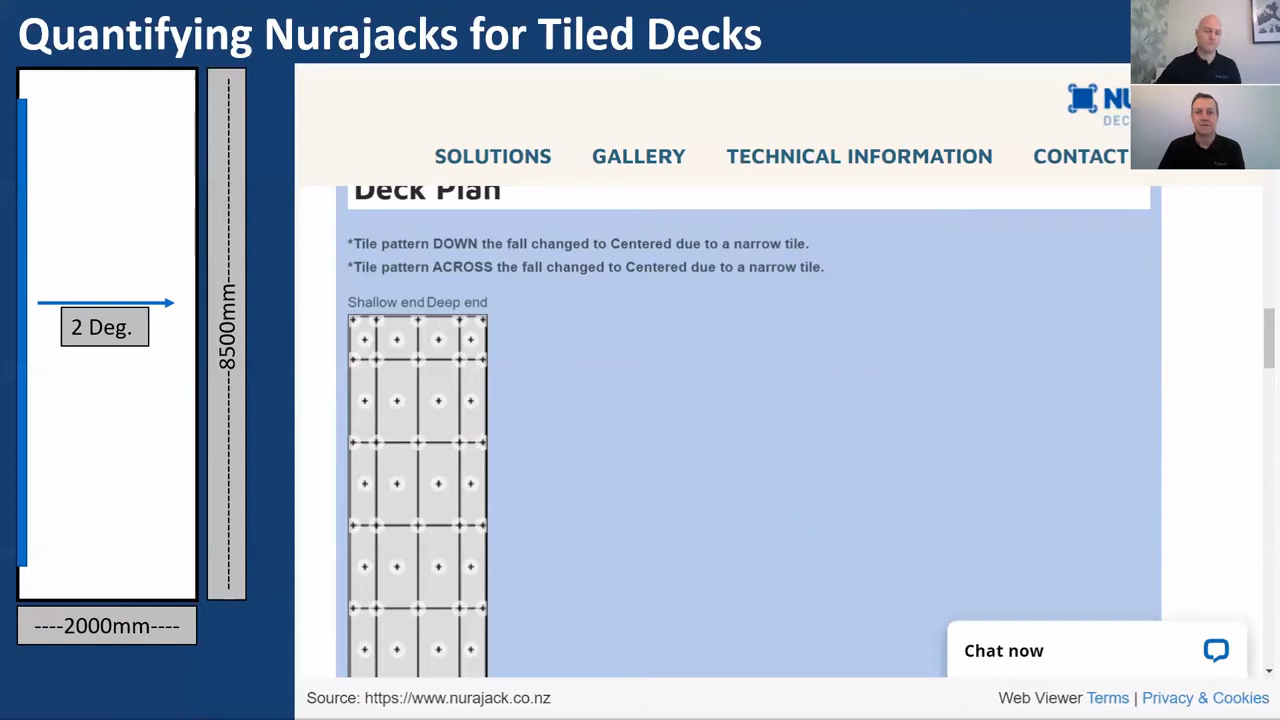 Quantifying Nurajacks for Tiled Decks
2 Deg.
----------------8500mm----------------
----2000mm----
SOLUTIONS GALLERY TECHNICAL INFORMATION CONTACT
Deck Plan
*Tile pattern DOWN the fall changed to Centered due to a narrow tile.
*Tile pattern ACROSS the fall changed to Centered due to a narrow tile.
Shallow end Deep end
Chat now
Source: https://www.nurajack.co.nz
Web Viewer Terms | Privacy & Cookies